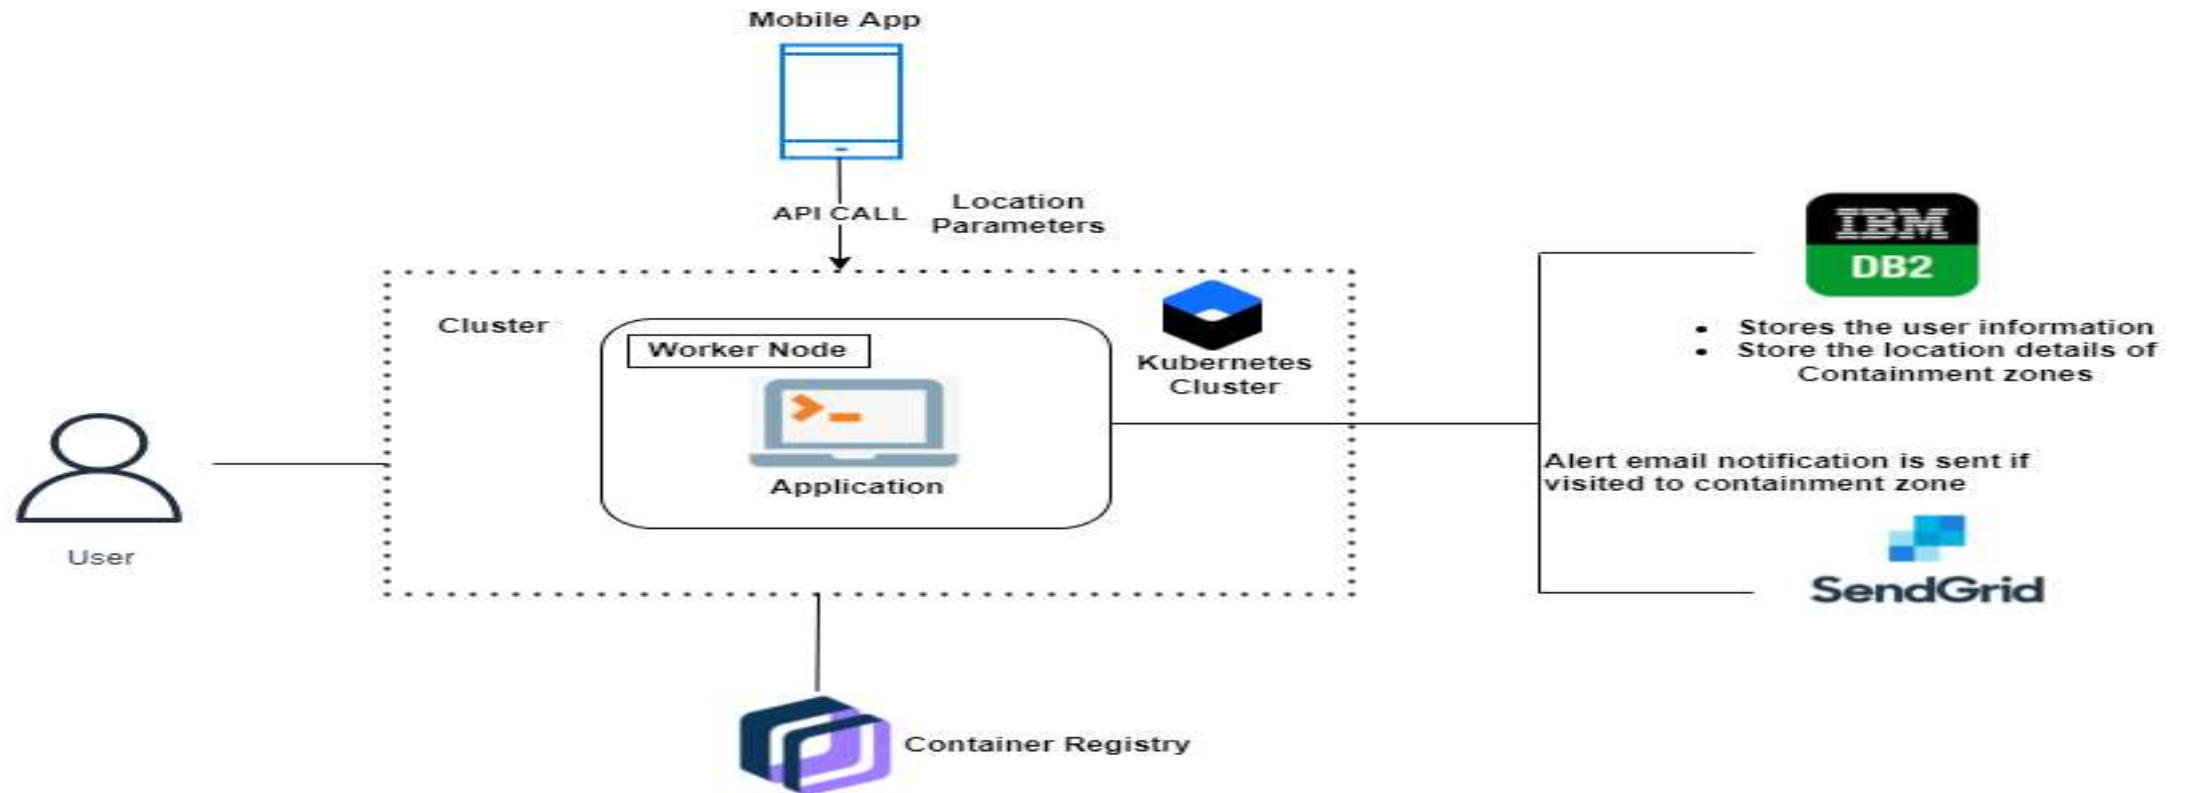 Mobile App
API CALL
Location
Parameters
IBM
DB2
Cluster
Worker Node
Kubernetes
Cluster
• Stores the user information
• Store the location details of
Containment zones
Application
Alert email notification is sent if
visited to containment zone
User
SendGrid
Container Registry